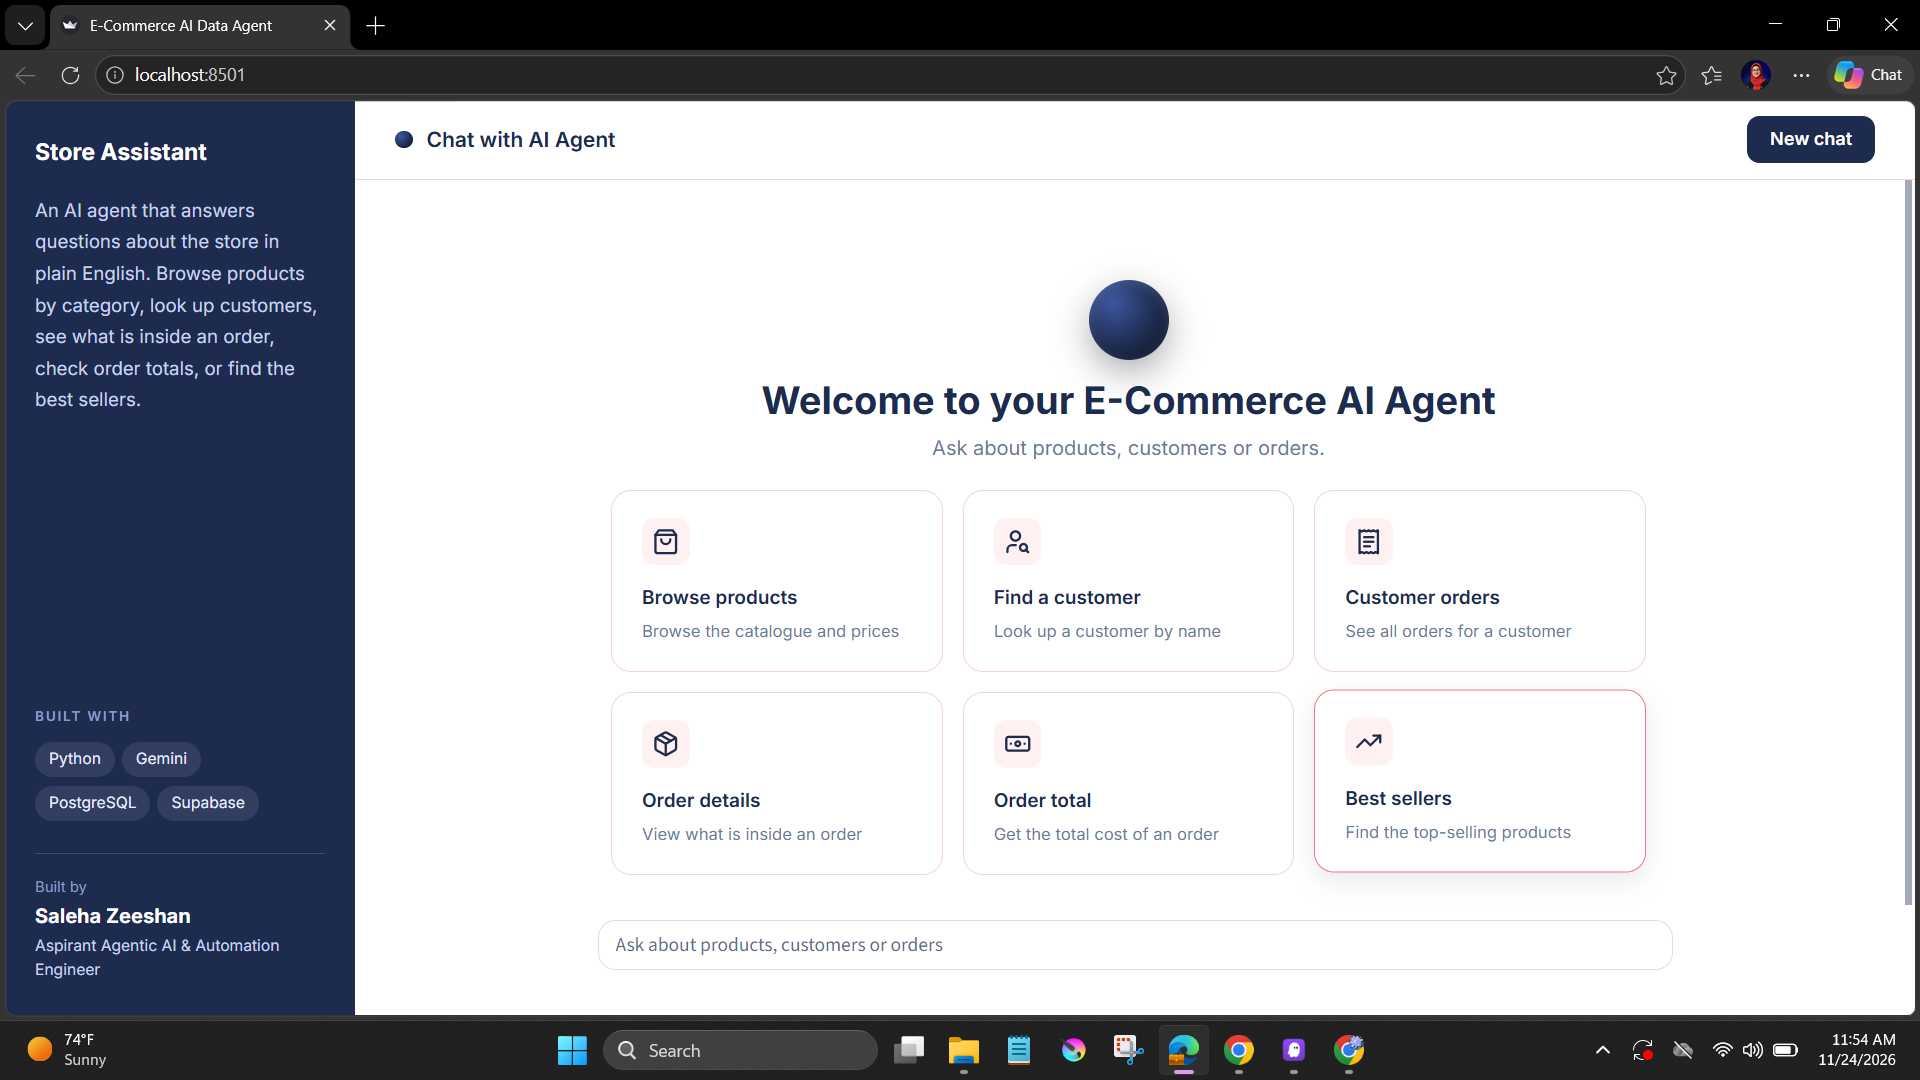 E-Commerce AI Data Agent
localhost:8501
Chat
Store Assistant
An AI agent that answers
questions about the store in
plain English. Browse products
by category, look up customers,
see what is inside an order,
check order totals, or find the
best sellers.
BUILT WITH
Python
Gemini
PostgreSQL
Supabase
Built by
Saleha Zeeshan
Aspirant Agentic AI & Automation
Engineer
Chat with AI Agent
New chat
Welcome to your E-Commerce AI Agent
Ask about products, customers or orders.
Browse products
Browse the catalogue and prices
Find a customer
Look up a customer by name
Customer orders
See all orders for a customer
Order details
View what is inside an order
Order total
Get the total cost of an order
Best sellers
Find the top-selling products
Ask about products, customers or orders
74°F
Sunny
Search
11:54 AM
11/24/2026